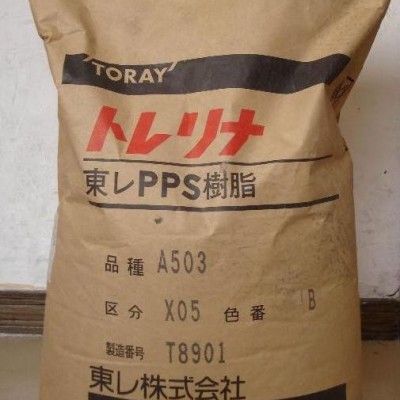 TORAY
トレリナ
東レPPS樹脂
品種 A503
区分 X05 色番 B
製造番号 T8901
東レ株式会社